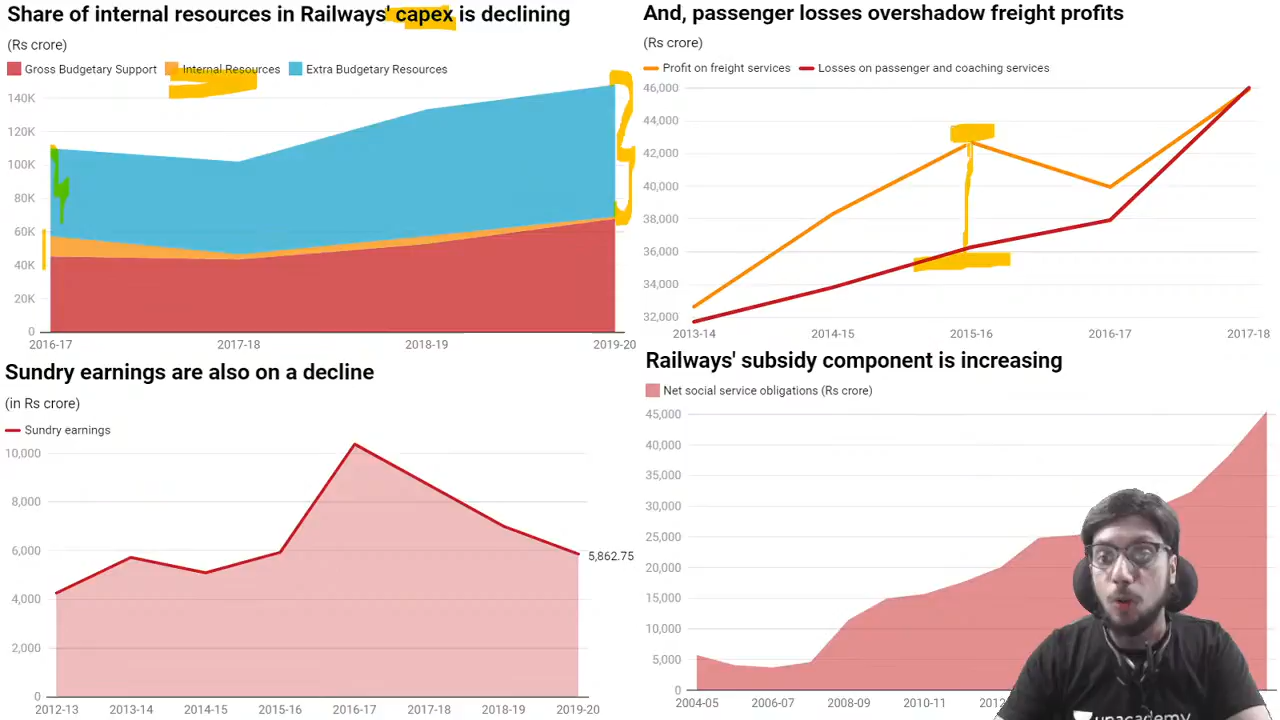 Share of internal resources in Railways' capex is declining
(Rs crore)
Gross Budgetary Support Internal Resources Extra Budgetary Resources
140K
120K
100K
80K
60K
40K
20K
0
2016-17 2017-18 2018-19 2019-20
And, passenger losses overshadow freight profits
(Rs crore)
Profit on freight services Losses on passenger and coaching services
46,000
44,000
42,000
40,000
38,000
36,000
34,000
32,000
2013-14 2014-15 2015-16 2016-17 2017-18
Sundry earnings are also on a decline
(in Rs crore)
Sundry earnings
10,000
8,000
6,000
4,000
2,000
0
5,862.75
2012-13 2013-14 2014-15 2015-16 2016-17 2017-18 2018-19 2019-20
Railways' subsidy component is increasing
Net social service obligations (Rs crore)
45,000
40,000
35,000
30,000
25,000
20,000
15,000
10,000
5,000
0
2004-05 2006-07 2008-09 2010-11 2012
unacademy